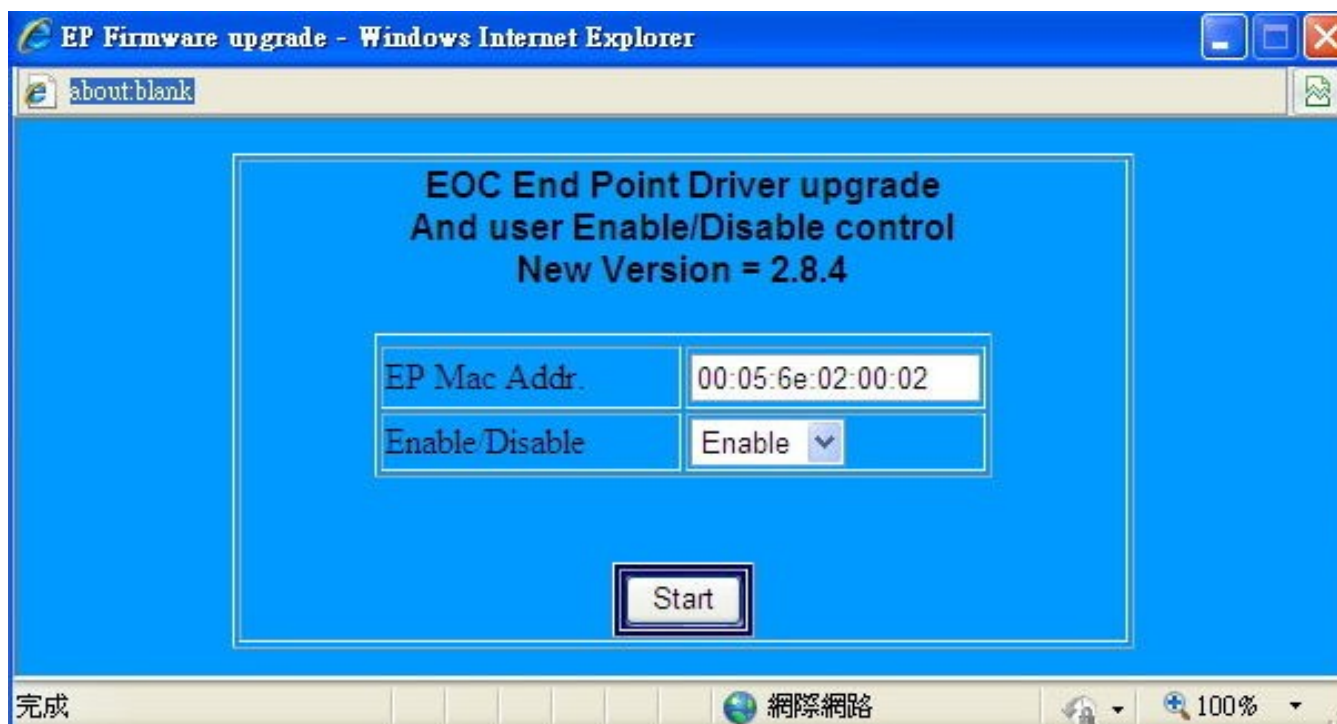 EP Firmware upgrade - Windows Internet Explorer
about:blank
EOC End Point Driver upgrade
And user Enable/Disable control
New Version = 2.8.4
EP Mac Addr. 00:05:6e:02:00:02
Enable/Disable Enable
Start
完成 網際網路 100%